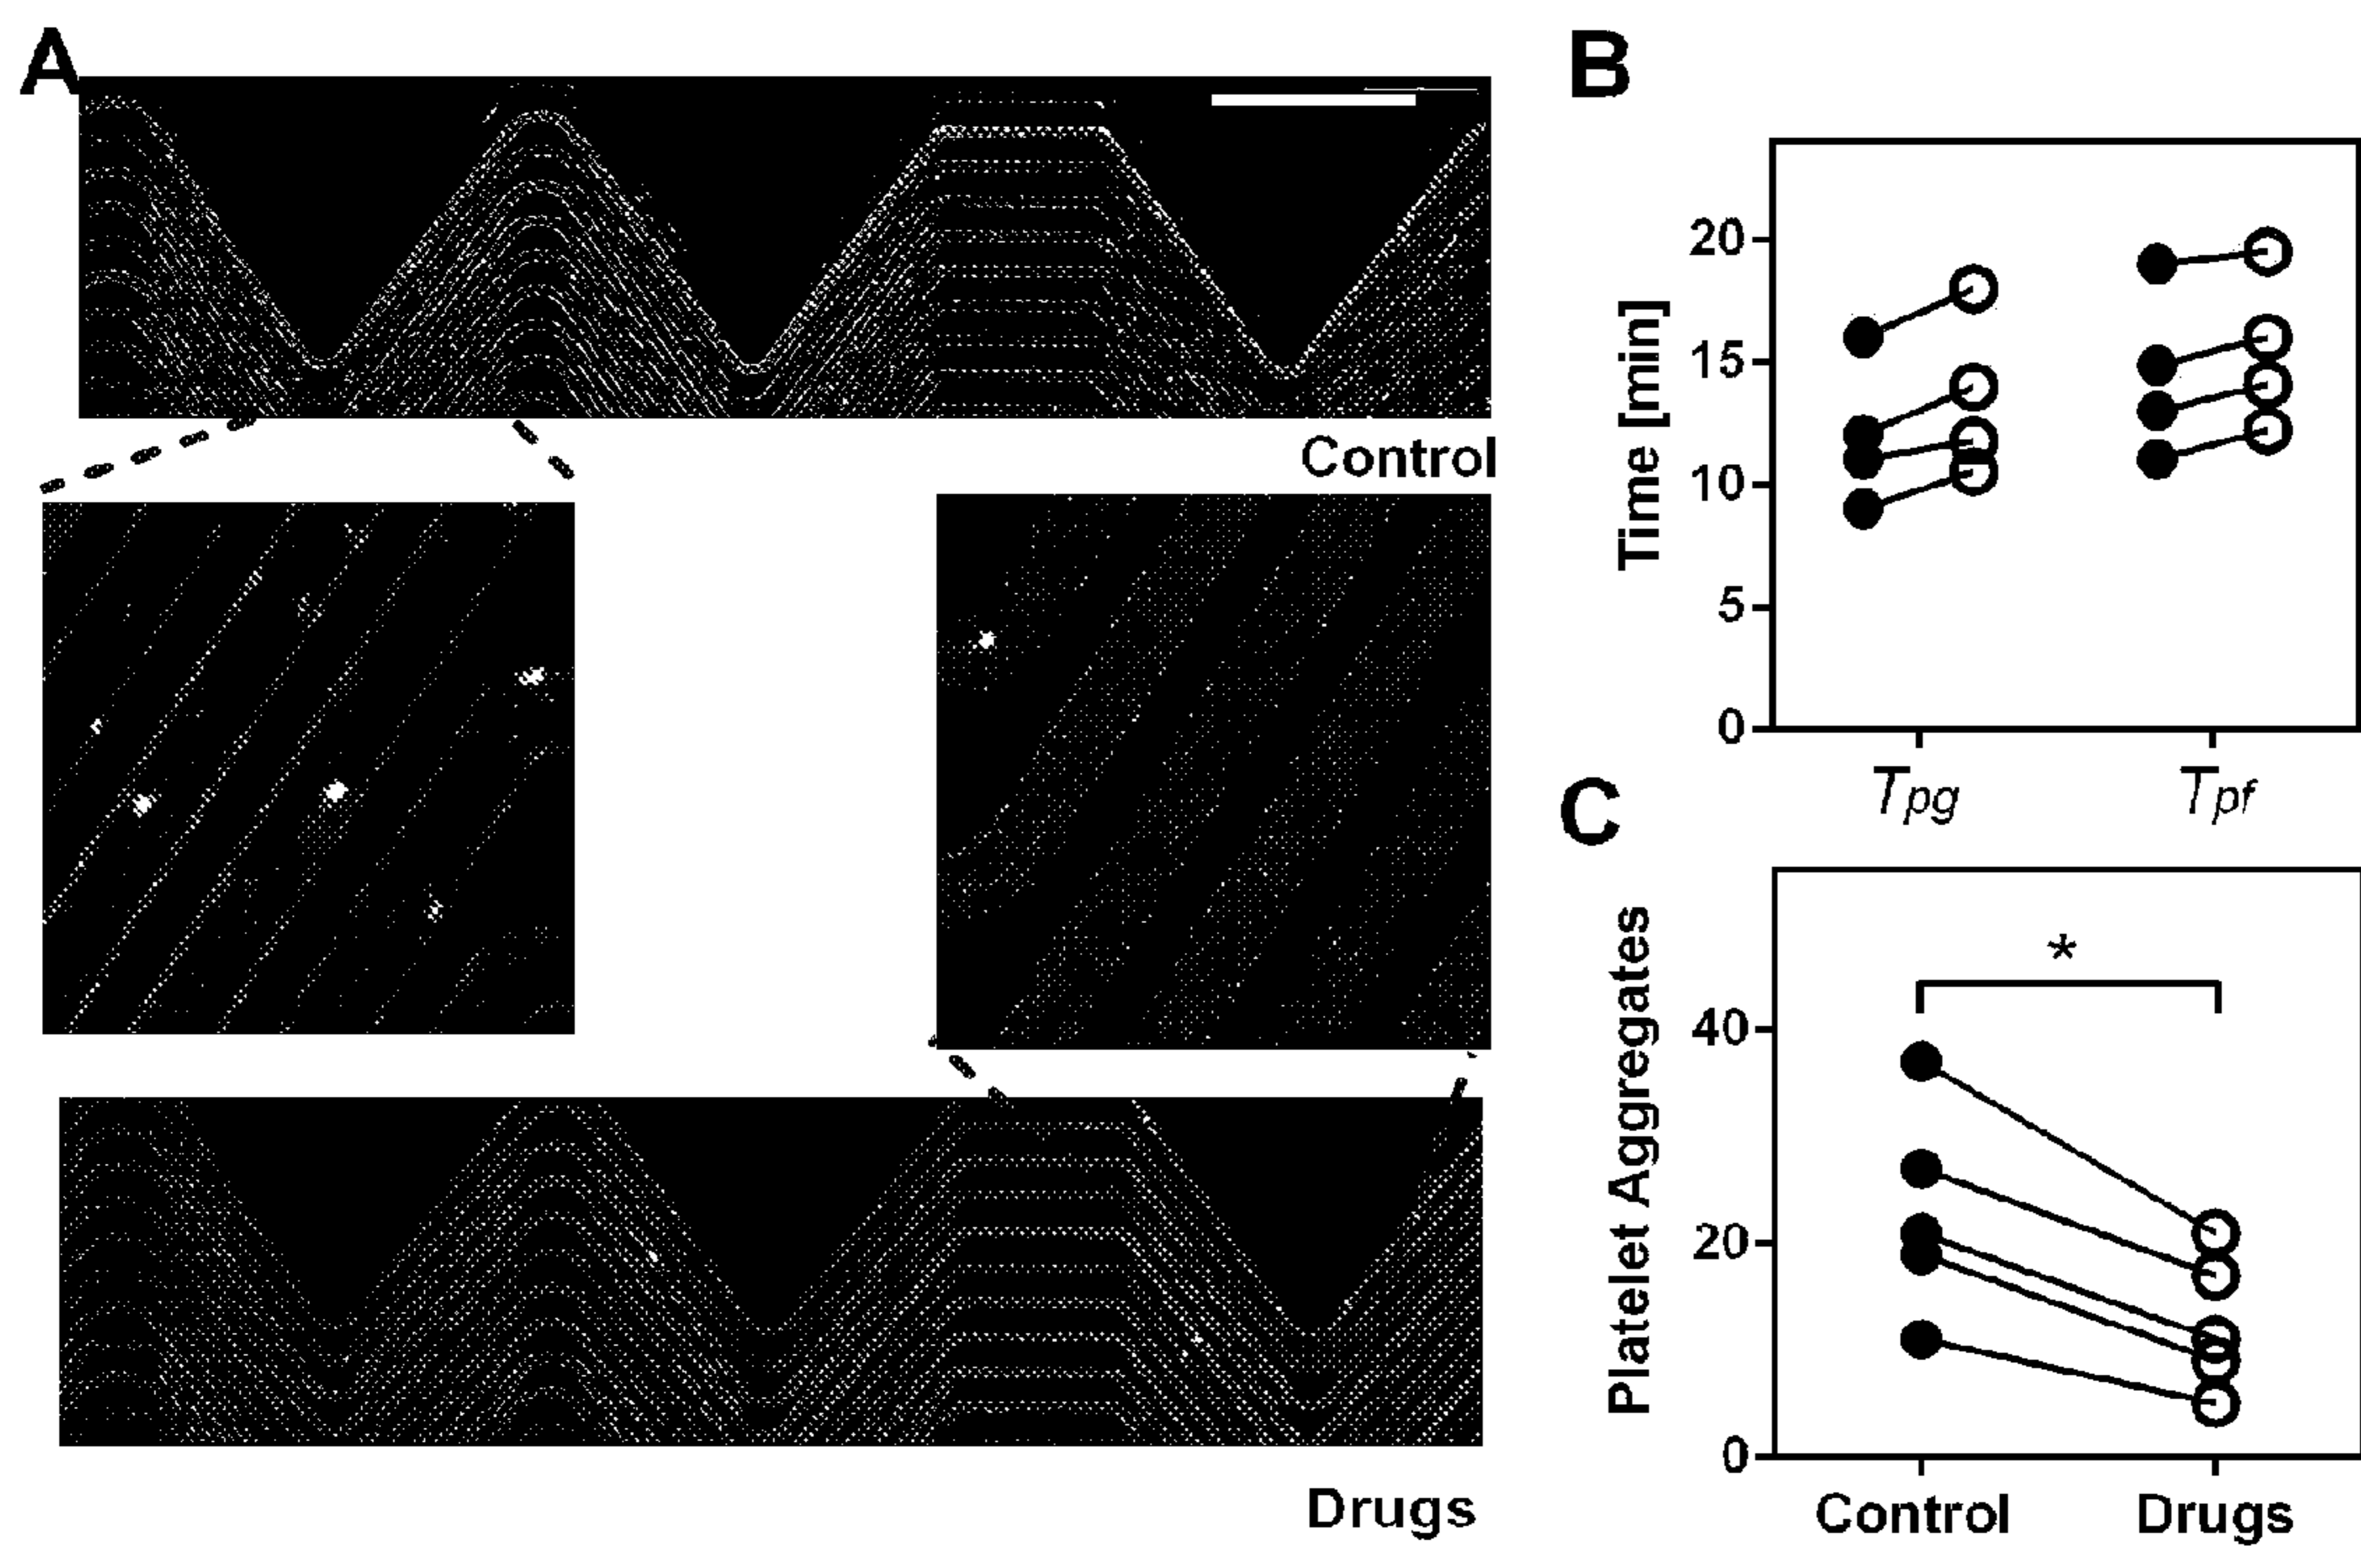 A
Control
Drugs
B
Time [min]
20
15
10
5
0
Tpg
Tpf
C
Platelet Aggregates
*
40
20
0
Control
Drugs